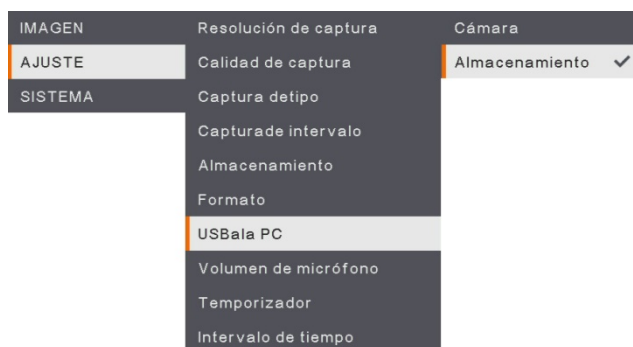 IMAGEN
AJUSTE
SISTEMA
Resolución de captura
Calidad de captura
Captura detipo
Capturade intervalo
Almacenamiento
Formato
USBala PC
Volumen de micrófono
Temporizador
Intervalo de tiempo
Cámara
Almacenamiento